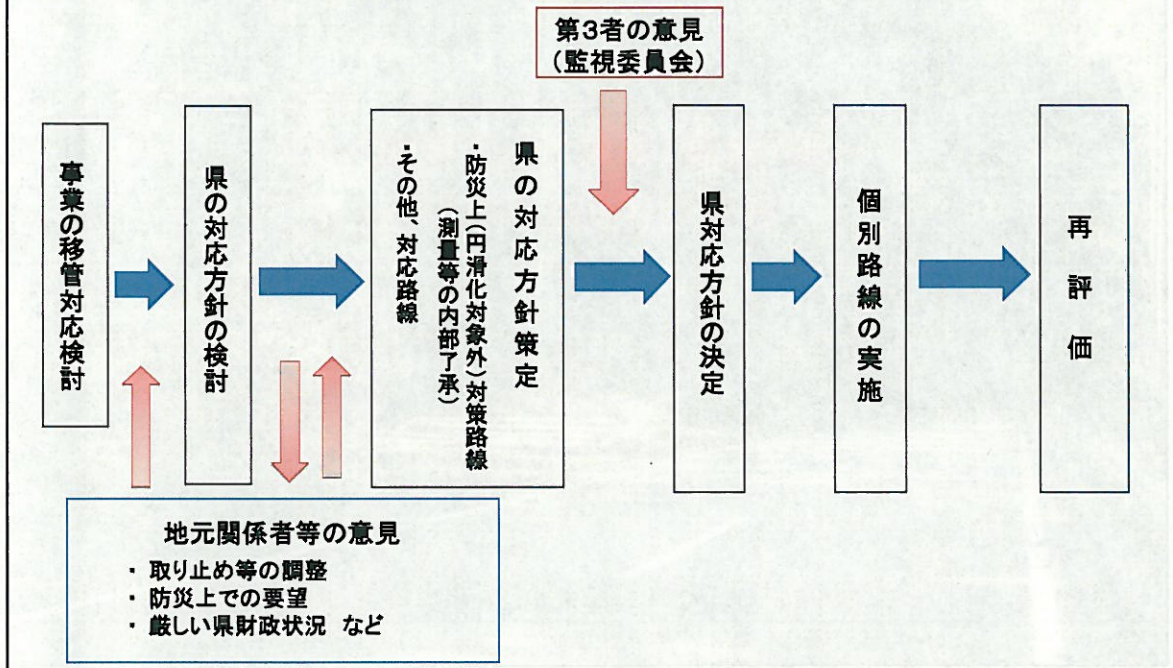 第3者の意見
(監視委員会)
事業の移管対応検討
県の対応方針の検討
県の対応方針策定
・防災上(円滑化対象外)対策路線
(測量等の内部了承)
・その他、対応路線
県対応方針の決定
個別路線の実施
再評価
地元関係者等の意見
・ 取り止め等の調整
・ 防災上での要望
・ 厳しい県財政状況 など